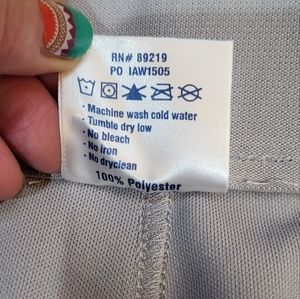 RN# 89219
PO IAW1505
- Machine wash cold water
- Tumble dry low
- No bleach
- No iron
- No dryclean
100% Polyester